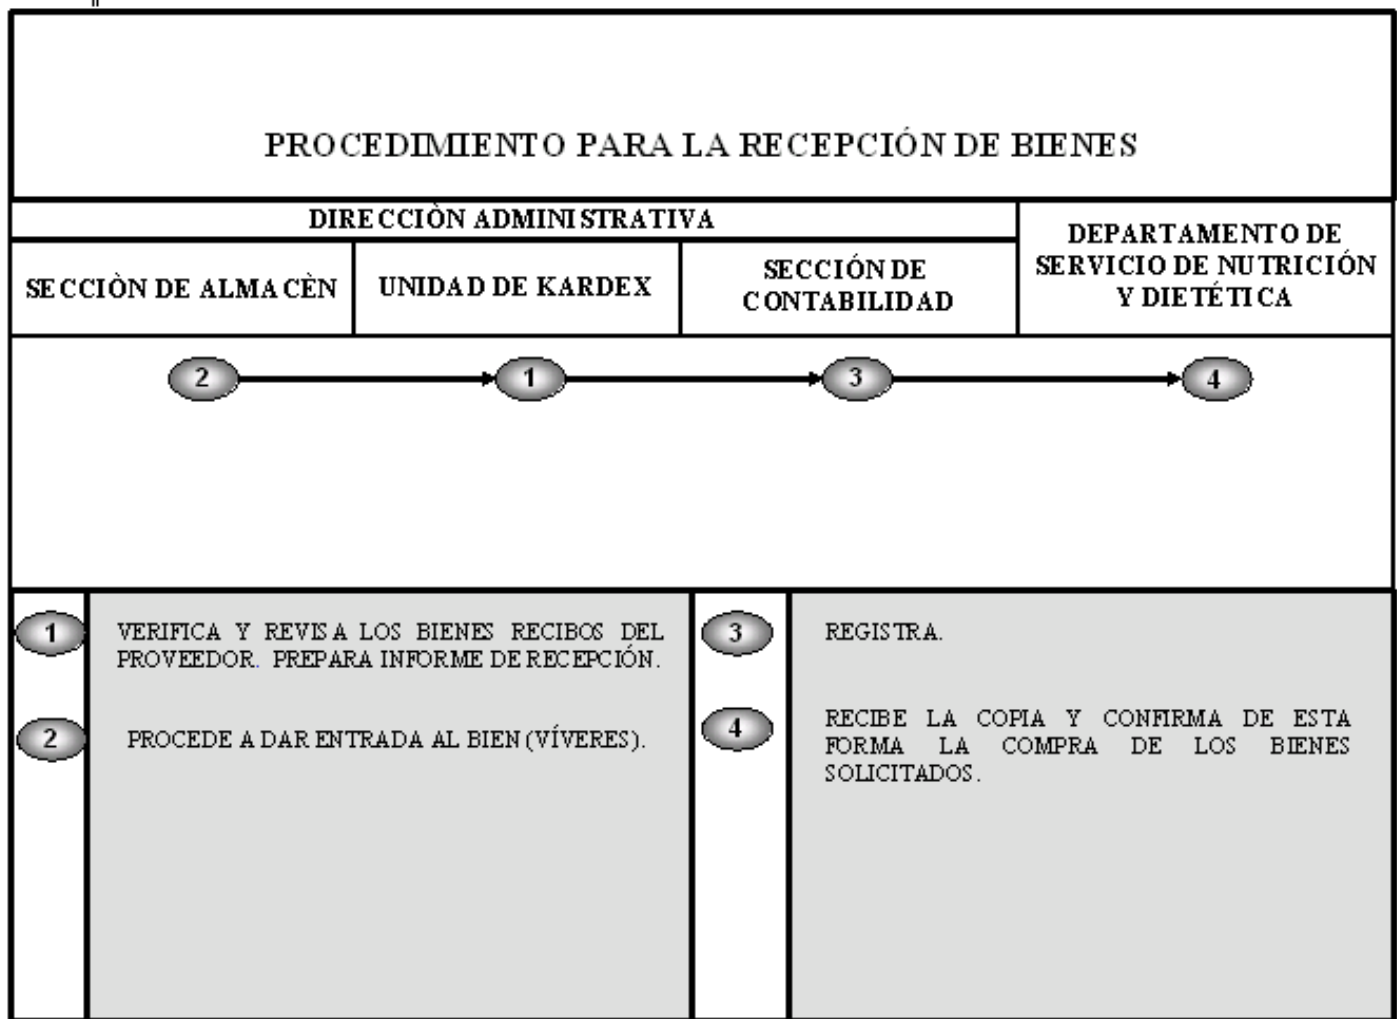 PROCEDIMIENTO PARA LA RECEPCIÓN DE BIENES
DIRECCIÒN ADMINISTRATIVA
DEPARTAMENTO DE
SERVICIO DE NUTRICIÓN
Y DIETÉTICA
SECCIÒN DE ALMACÈN
UNIDAD DE KARDEX
SECCIÓN DE
CONTABILIDAD
2
1
3
4
1
VERIFICA Y REVISA LOS BIENES RECIBOS DEL
PROVEEDOR. PREPARA INFORME DE RECEPCIÓN.
2
PROCEDE A DAR ENTRADA AL BIEN (VÍVERES).
3
REGISTRA.
4
RECIBE LA COPIA Y CONFIRMA DE ESTA
FORMA LA COMPRA DE LOS BIENES
SOLICITADOS.